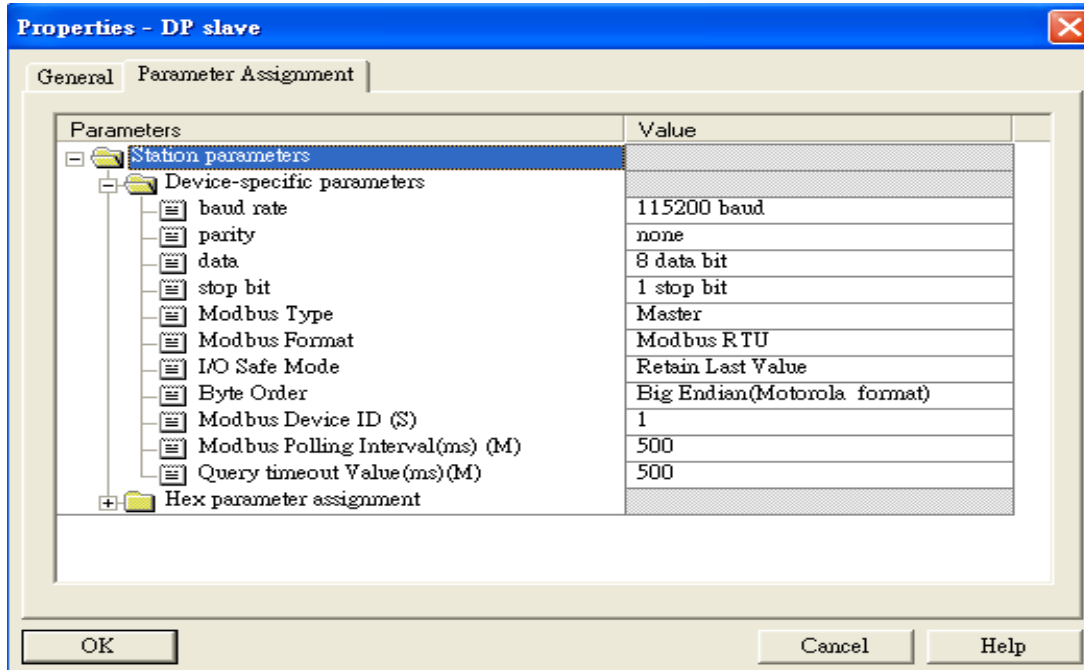 Properties - DP slave
General Parameter Assignment
Parameters Value
Station parameters
Device-specific parameters
baud rate 115200 baud
parity none
data 8 data bit
stop bit 1 stop bit
Modbus Type Master
Modbus Format Modbus RTU
I/O Safe Mode Retain Last Value
Byte Order Big Endian(Motorola format)
Modbus Device ID (S) 1
Modbus Polling Interval(ms) (M) 500
Query timeout Value(ms)(M) 500
Hex parameter assignment
OK Cancel Help